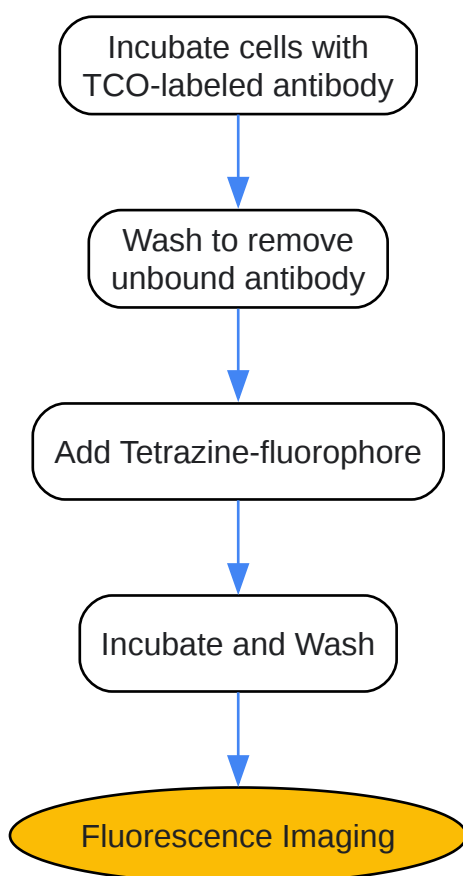 Incubate cells with
TCO-labeled antibody
Wash to remove
unbound antibody
Add Tetrazine-fluorophore
Incubate and Wash
Fluorescence Imaging